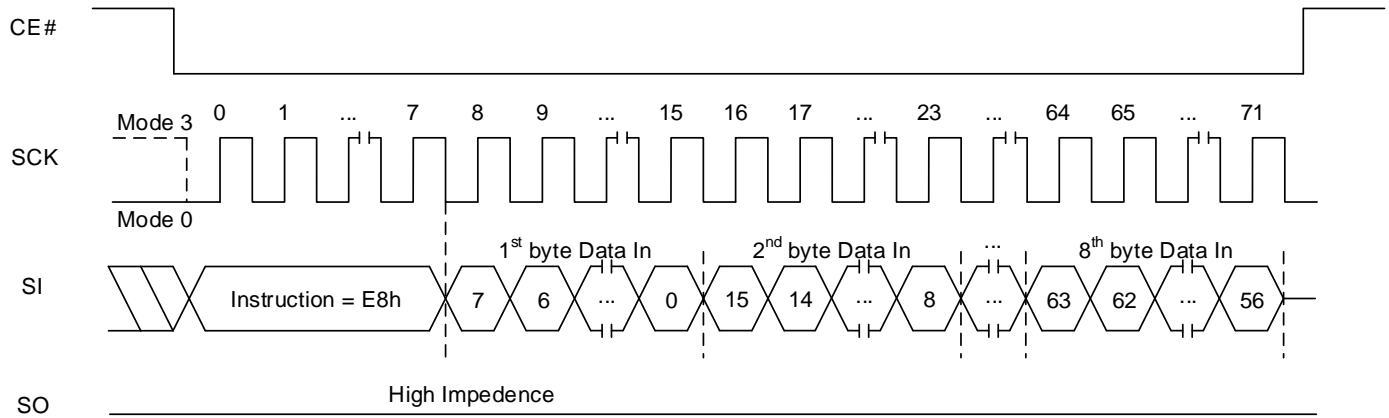 CE#
0 1 ... 7 8 9 ... 15 16 17 ... 23 ... 64 65 ... 71
Mode 3
SCK
Mode 0
1st byte Data In 2nd byte Data In ... 8th byte Data In
SI Instruction = E8h 7 6 ... 0 15 14 ... 8 ... 63 62 ... 56
High Impedence
SO